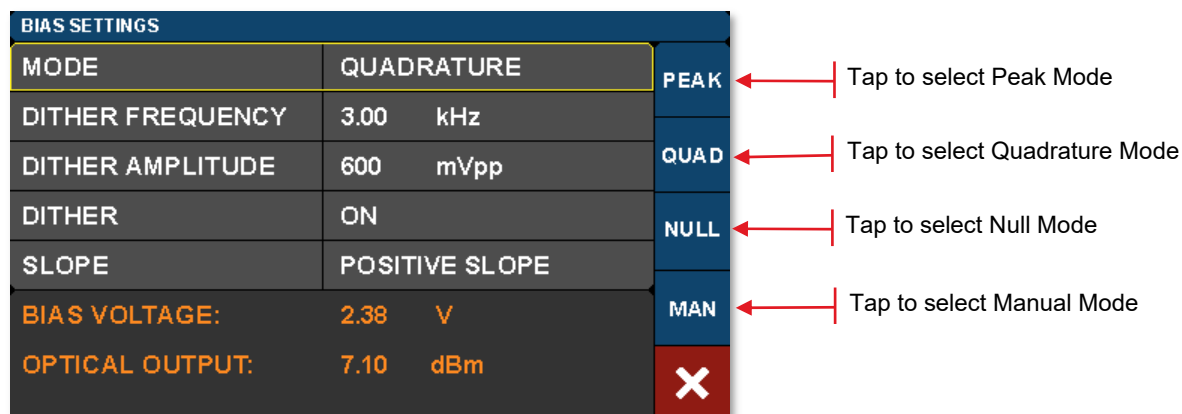 BIAS SETTINGS
MODE QUADRATURE
PEAK Tap to select Peak Mode
DITHER FREQUENCY 3.00 kHz
DITHER AMPLITUDE 600 mVpp
QUAD Tap to select Quadrature Mode
DITHER ON
NULL Tap to select Null Mode
SLOPE POSITIVE SLOPE
BIAS VOLTAGE: 2.38 V
MAN Tap to select Manual Mode
OPTICAL OUTPUT: 7.10 dBm